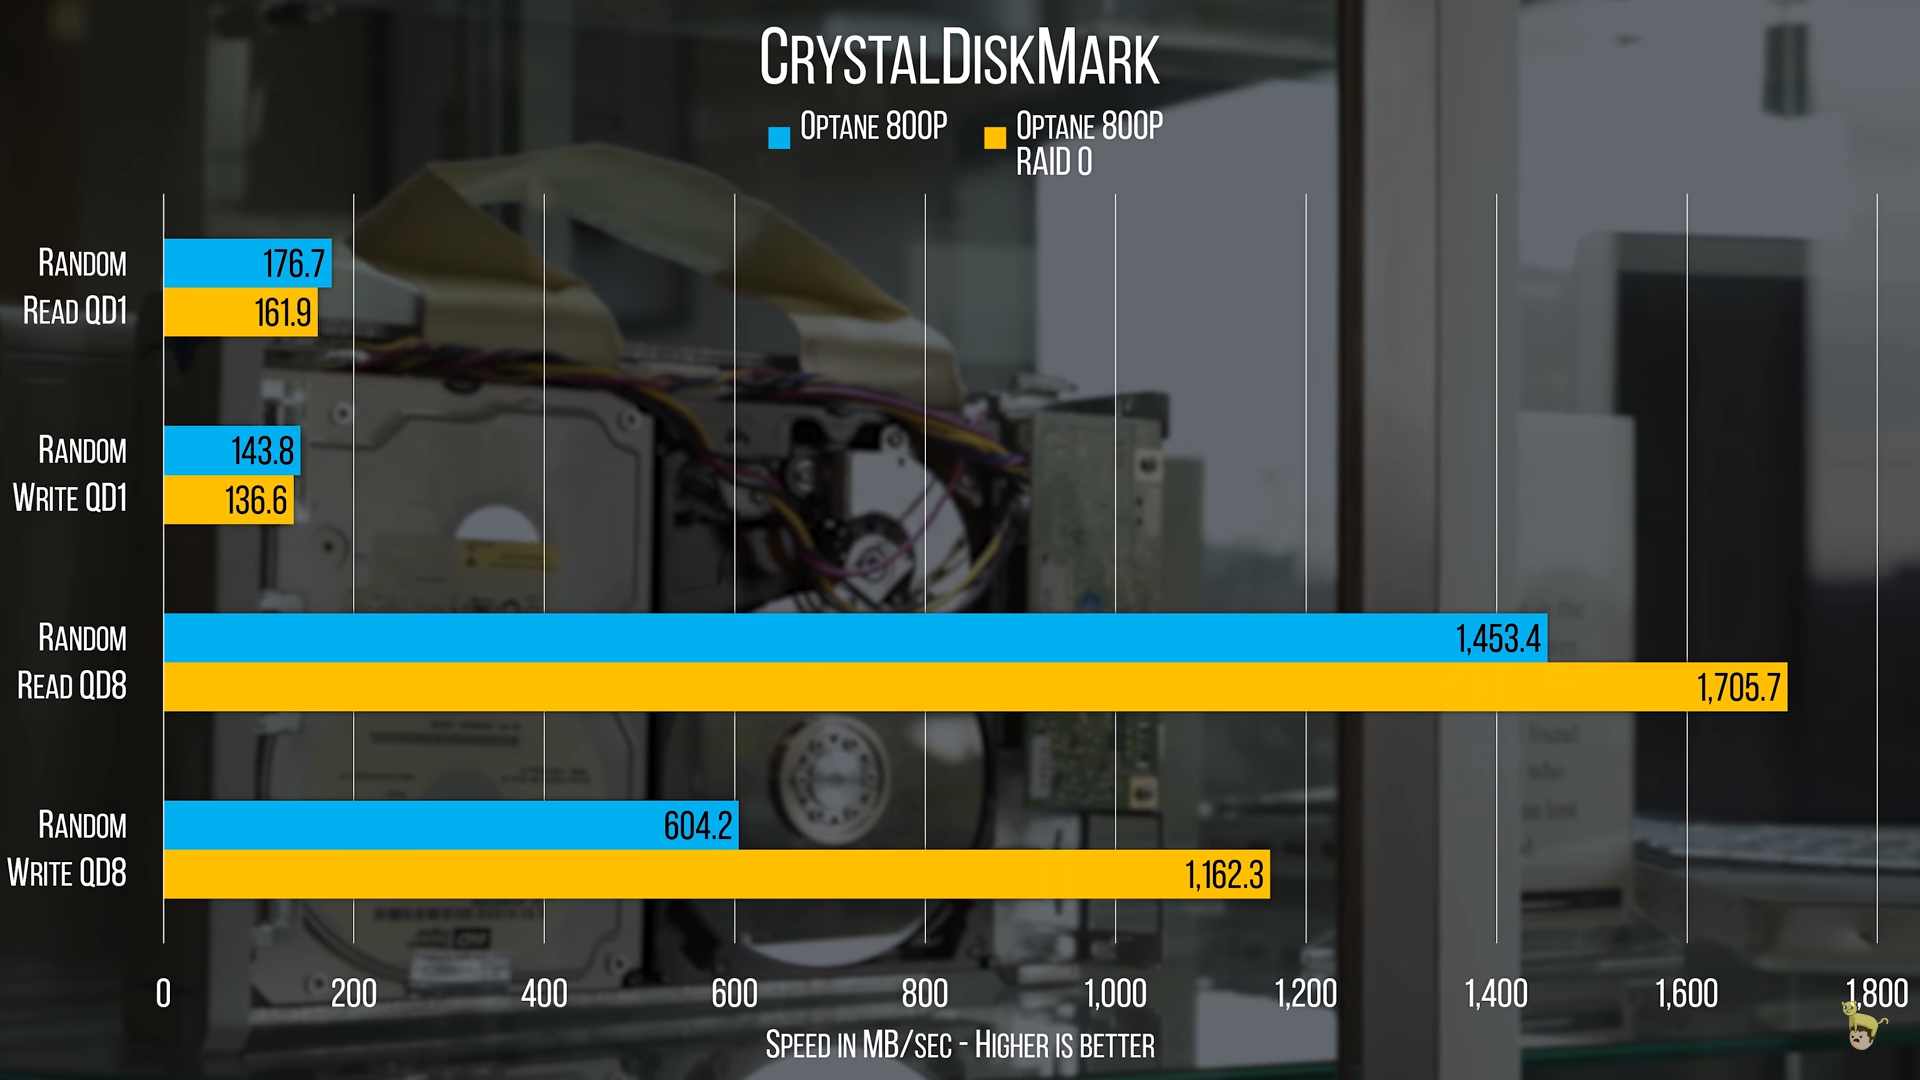 CRYSTALDISKMARK
OPTANE 800P
OPTANE 800P
RAID 0
RANDOM
READ QD1
176.7
161.9
RANDOM
WRITE QD1
143.8
136.6
RANDOM
READ QD8
1,453.4
1,705.7
RANDOM
WRITE QD8
604.2
1,162.3
0 200 400 600 800 1,000 1,200 1,400 1,600 1,800
SPEED IN MB/SEC - HIGHER IS BETTER
found
who
lost